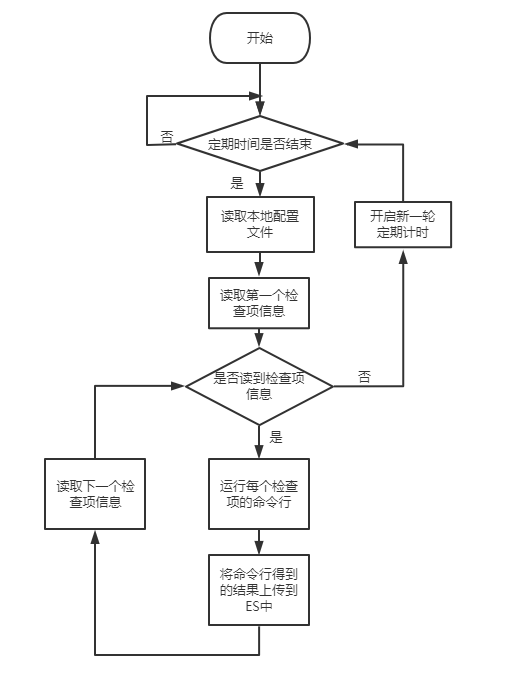 开始
否
定期时间是否结束
是
读取本地配置
文件
开启新一轮
定期计时
读取第一个检
查项信息
是否读到检查项
信息
否
是
读取下一个检
查项信息
运行每个检查
项的命令行
将命令行得到
的结果上传到
ES中